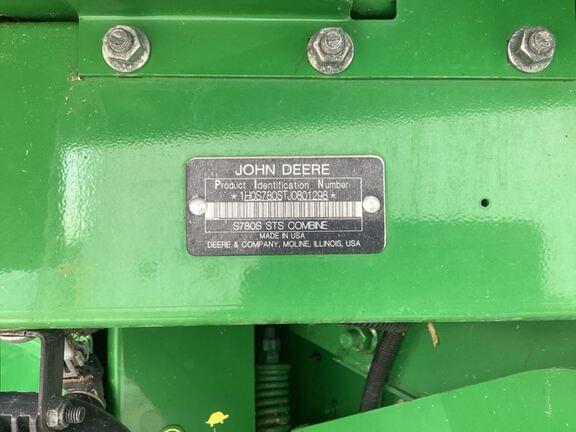 JOHN DEERE
Product Identification Number
*1H0S780STJ0801298*
S780S STS COMBINE
MADE IN USA
DEERE & COMPANY, MOLINE, ILLINOIS, USA